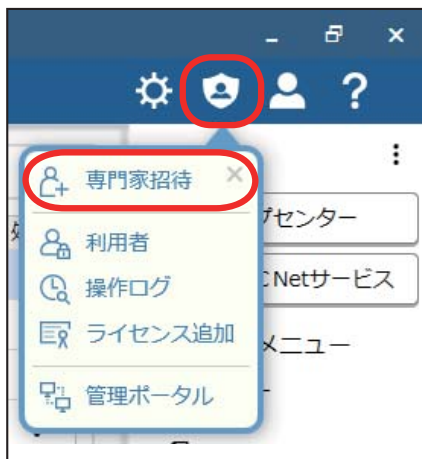 ?
専門家招待
利用者
操作ログ
ライセンス追加
管理ポータル
プセンター
Netサービス
メニュー